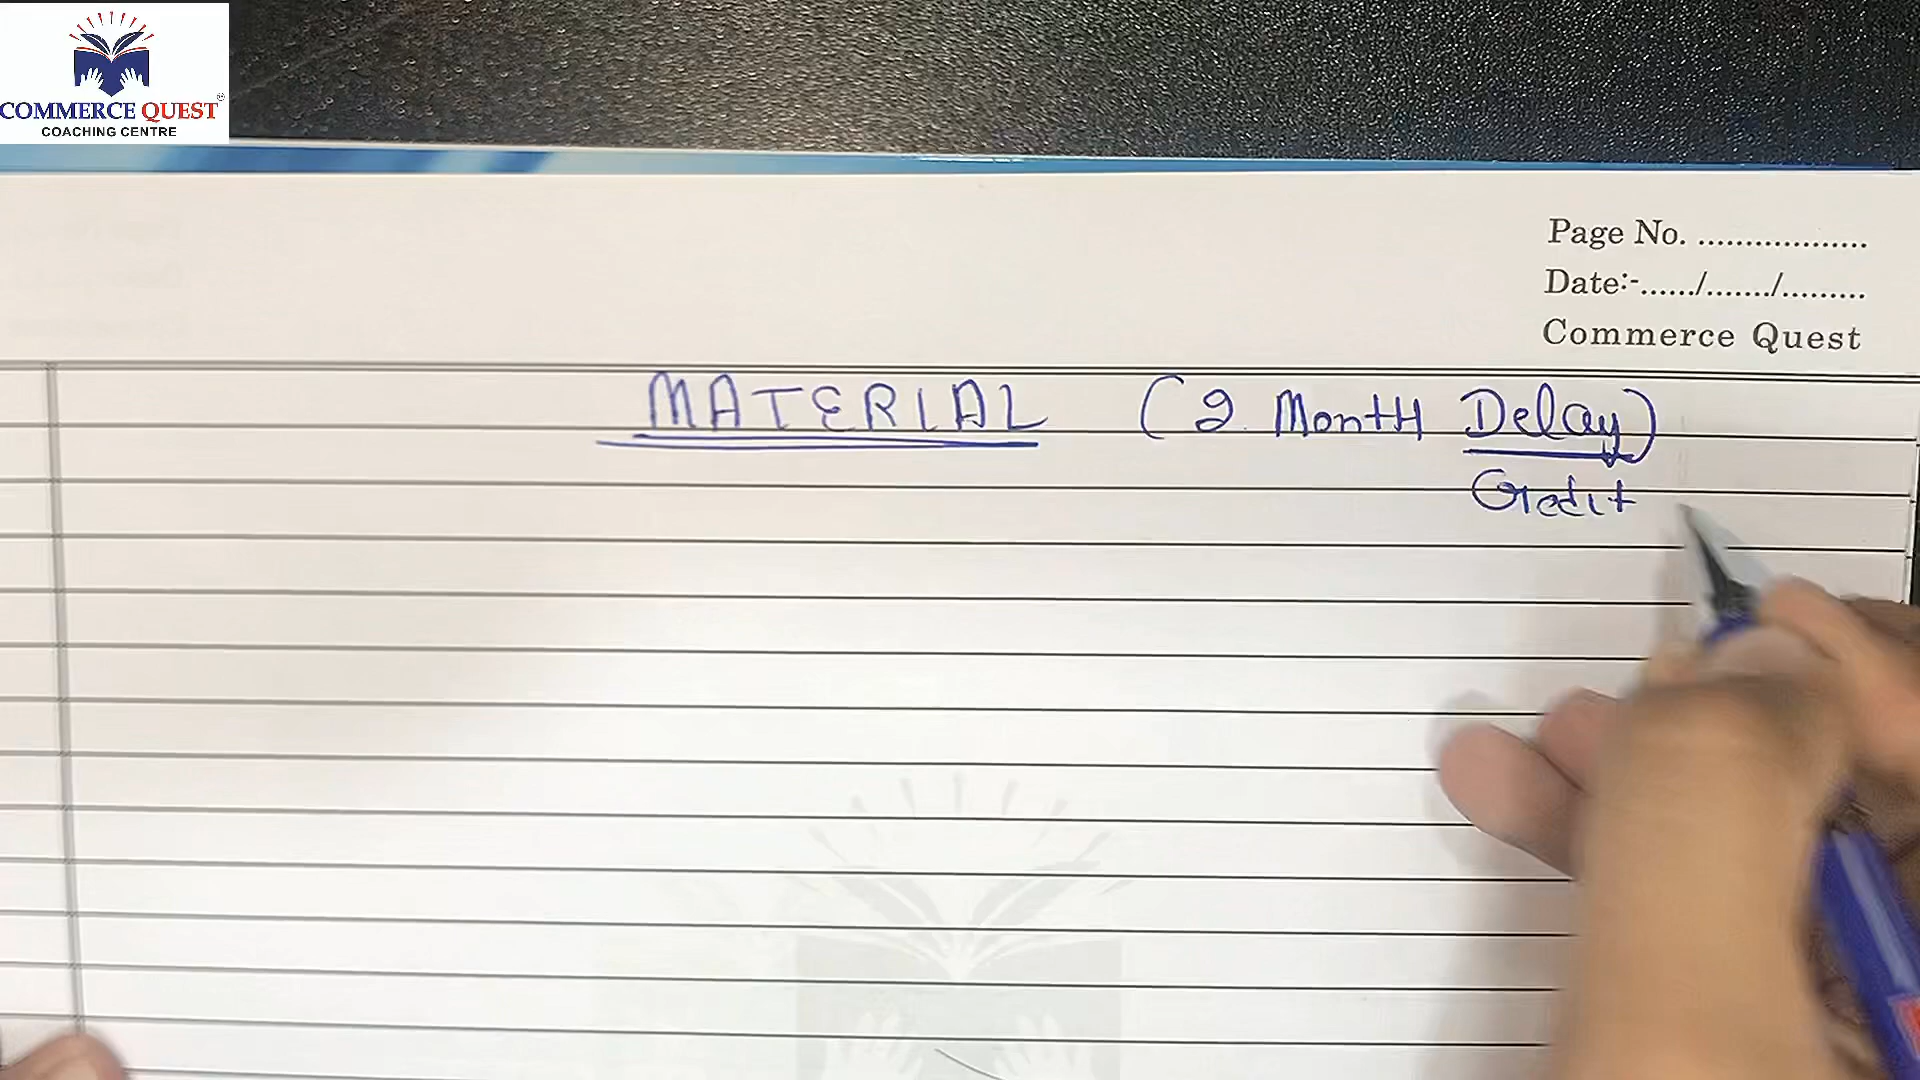 COMMERCE QUEST
COACHING CENTRE
Page No. ..................
Date:-....../......./.........
Commerce Quest
MATERIAL (2 Month Delay)
Credit